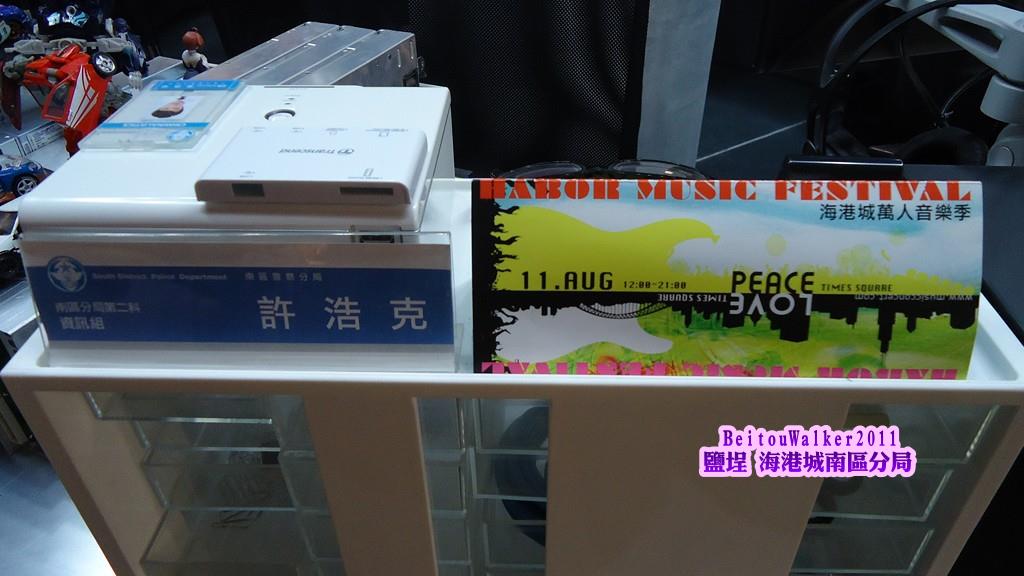 Transcend
South District Police Department
南區警察分局
南區分局第二科
資訊組
許浩克
HABOR MUSIC FESTIVAL
海港城萬人音樂季
11.AUG 12:00~21:00
PEACE TIMES SQUARE
LOVE TIMES SQUARE
www.musicconcert.com
BeitouWalker2011
鹽埕 海港城南區分局